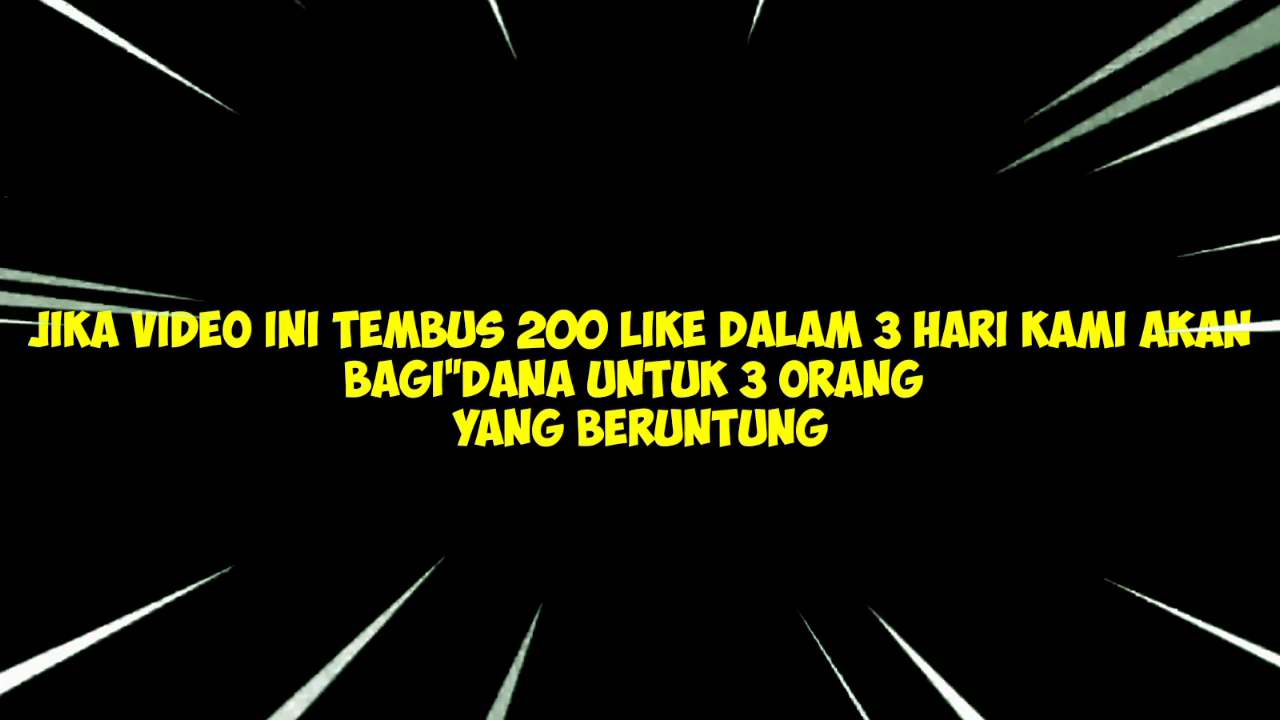 JIKA VIDEO INI TEMBUS 200 LIKE DALAM 3 HARI KAMI AKAN
BAGI"DANA UNTUK 3 ORANG
YANG BERUNTUNG